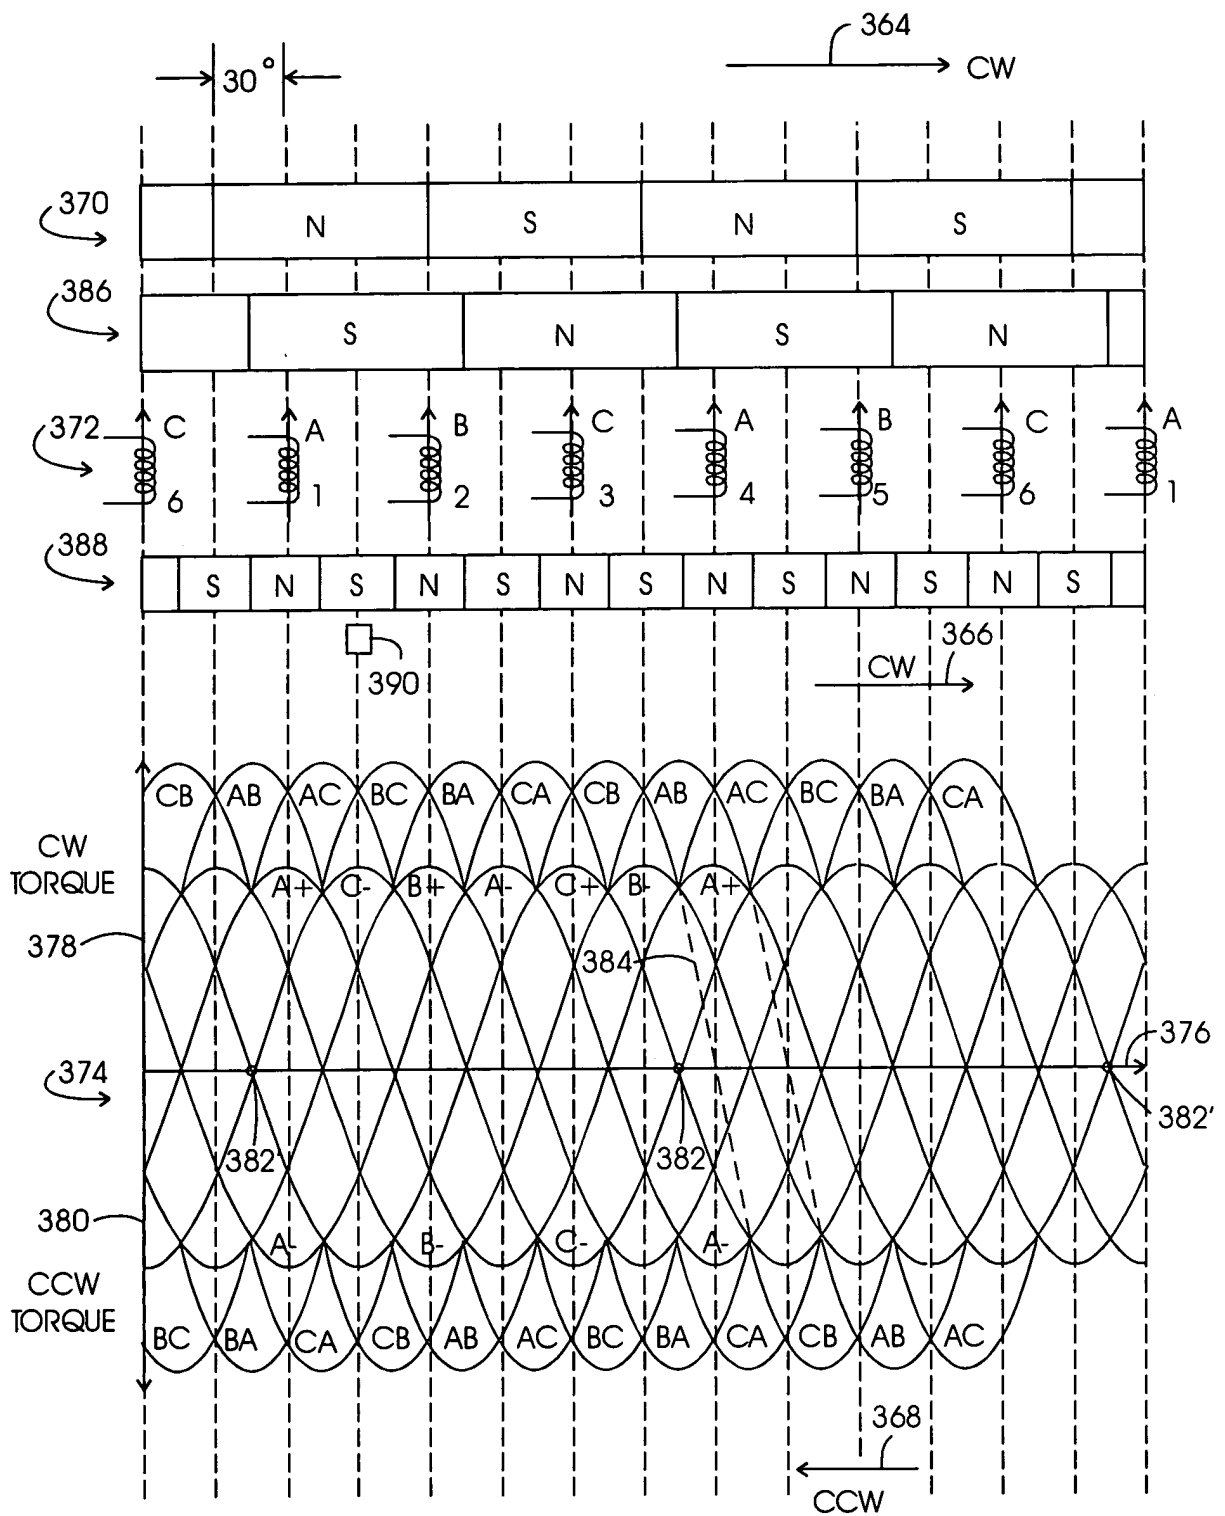 364
30°
CW
370
N S N S
386
S N S N
372
C A B C A B C A
6 1 2 3 4 5 6 1
388
S N S N S N S N S N S N S
390
CW
366
CB AB AC BC BA CA CB AB AC BC BA CA
CW
TORQUE
A+ C- B+ A- C+ B- A+
378
384
376
374
382'
382'
382
380
A- B- C- A-
CCW
TORQUE
BC BA CA CB AB AC BC BA CA CB AB AC
368
CCW